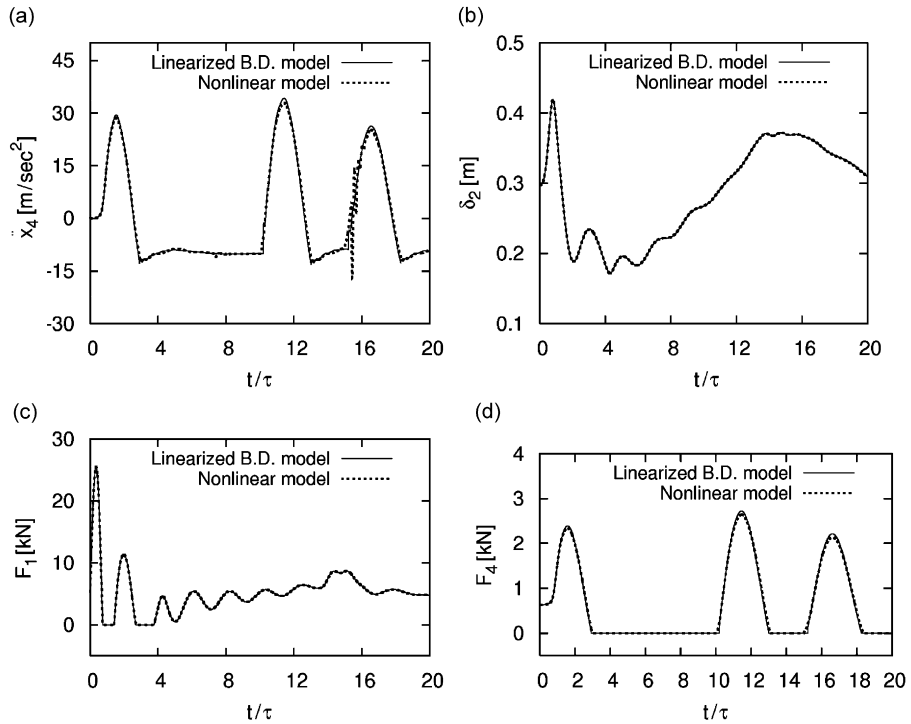 (a)
45
30
15
0
-15
-30
ẍ4 [m/sec2]
Linearized B.D. model
Nonlinear model
0 4 8 12 16 20
t/τ
(b)
0.5
0.4
0.3
0.2
0.1
δ2 [m]
Linearized B.D. model
Nonlinear model
0 4 8 12 16 20
t/τ
(c)
30
20
10
0
F1 [kN]
Linearized B.D. model
Nonlinear model
0 4 8 12 16 20
t/τ
(d)
4
3
2
1
0
F4 [kN]
Linearized B.D. model
Nonlinear model
0 2 4 6 8 10 12 14 16 18 20
t/τ